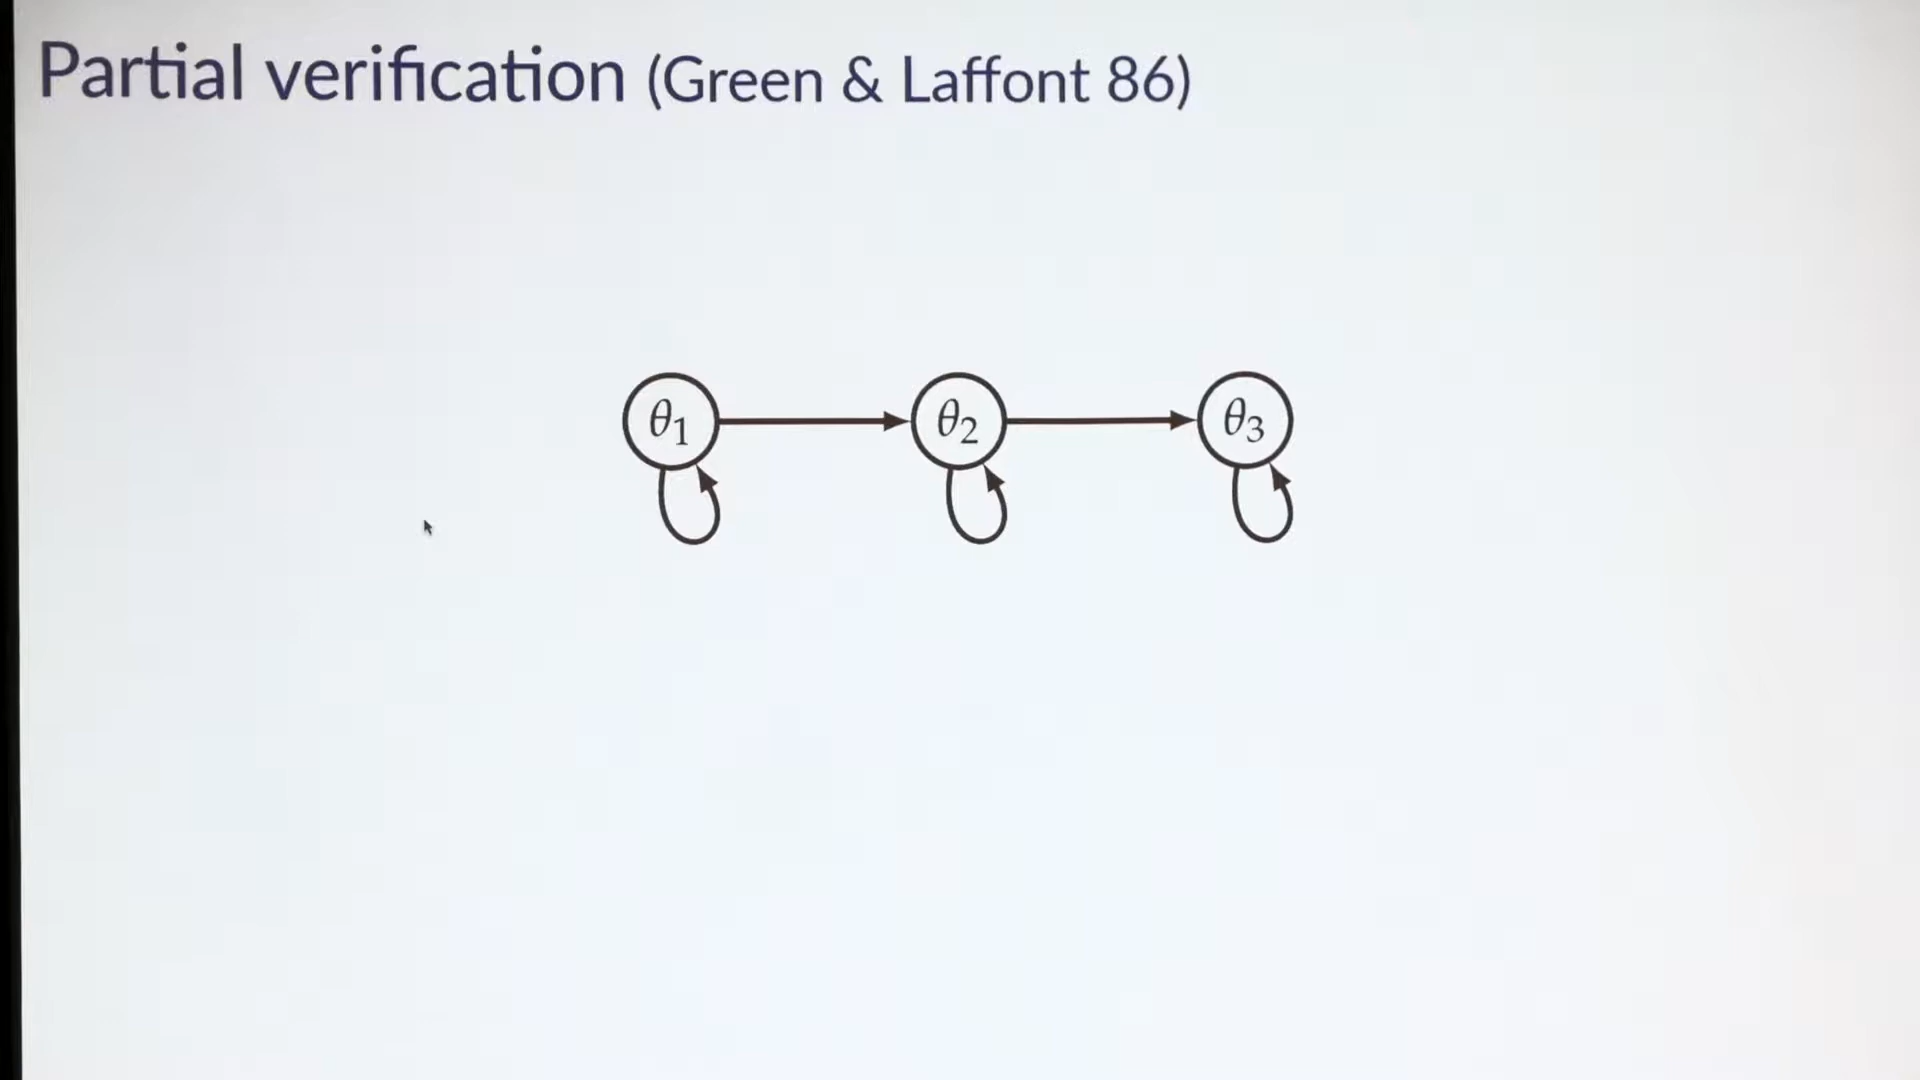 Partial verification (Green & Laffont 86)
θ₁ θ₂ θ₃